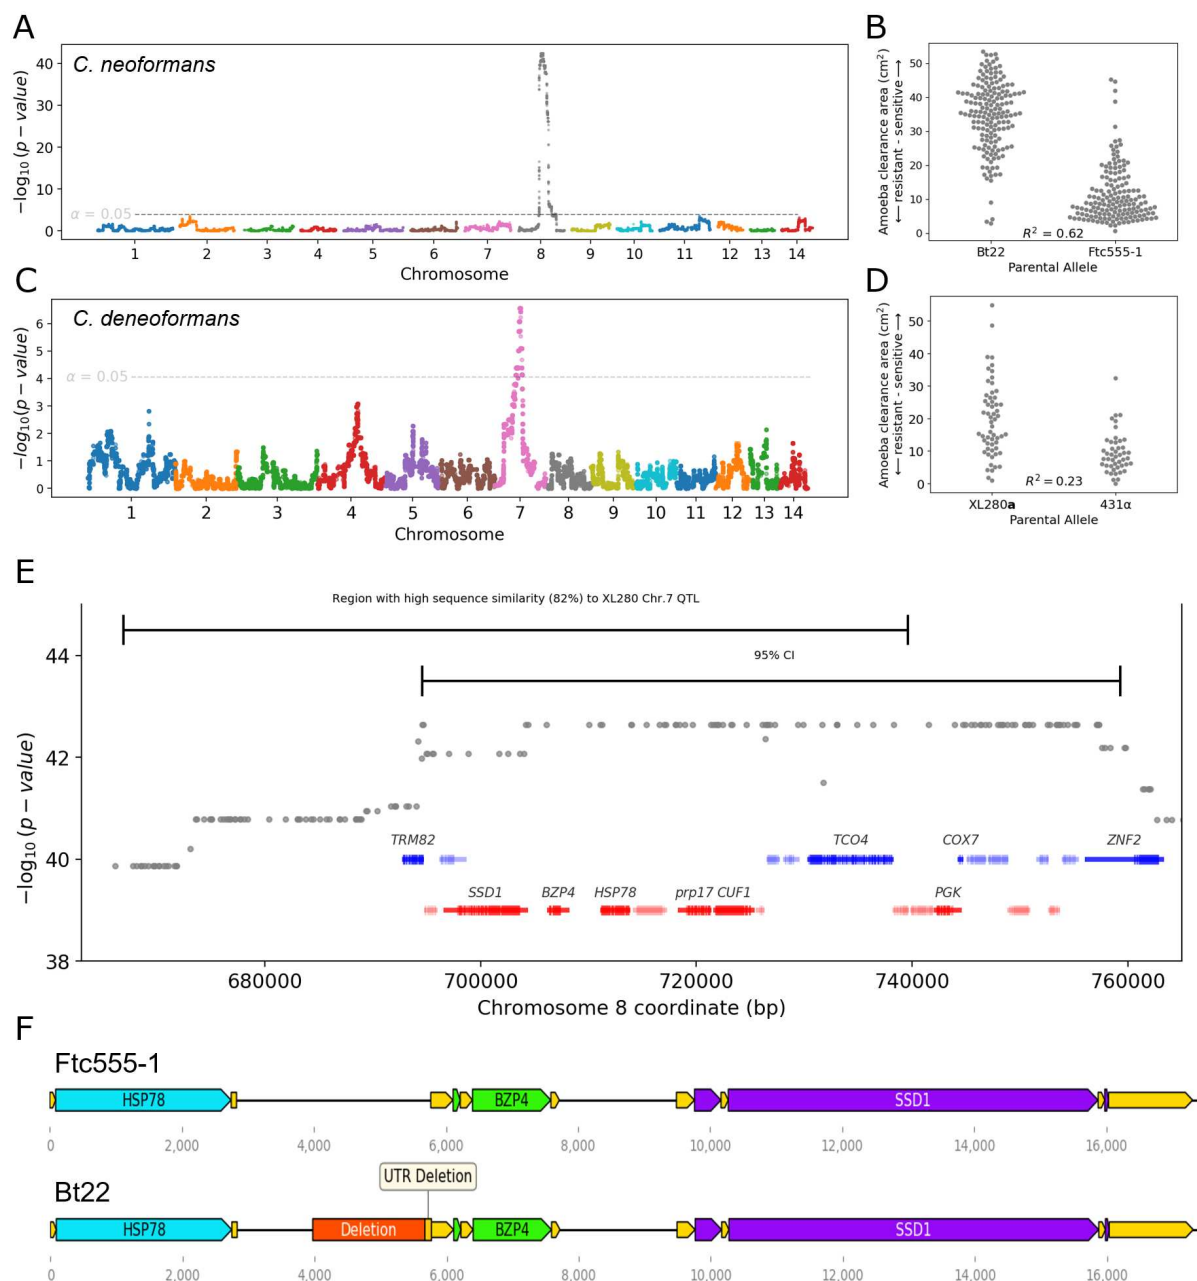 A
C. neoformans
−log10(p − value)
40
30
20
10
0
α = 0.05
1 2 3 4 5 6 7 8 9 10 11 12 13 14
Chromosome
B
Amoeba clearance area (cm2)
⟵ resistant - sensitive ⟶
50
40
30
20
10
0
R2 = 0.62
Bt22 Ftc555-1
Parental Allele
C
C. deneoformans
−log10(p − value)
6
5
4
3
2
1
0
α = 0.05
1 2 3 4 5 6 7 8 9 10 11 12 13 14
Chromosome
D
Amoeba clearance area (cm2)
⟵ resistant - sensitive ⟶
50
40
30
20
10
0
R2 = 0.23
XL280a 431α
Parental Allele
E
Region with high sequence similarity (82%) to XL280 Chr.7 QTL
95% CI
−log10(p − value)
44
42
40
38
TRM82 TCO4 COX7 ZNF2
SSD1 BZP4 HSP78 prp17 CUF1 PGK
680000 700000 720000 740000 760000
Chromosome 8 coordinate (bp)
F
Ftc555-1
HSP78 BZP4 SSD1
0 2,000 4,000 6,000 8,000 10,000 12,000 14,000 16,000
UTR Deletion
Bt22
HSP78 Deletion BZP4 SSD1
0 2,000 4,000 6,000 8,000 10,000 12,000 14,000 16,000